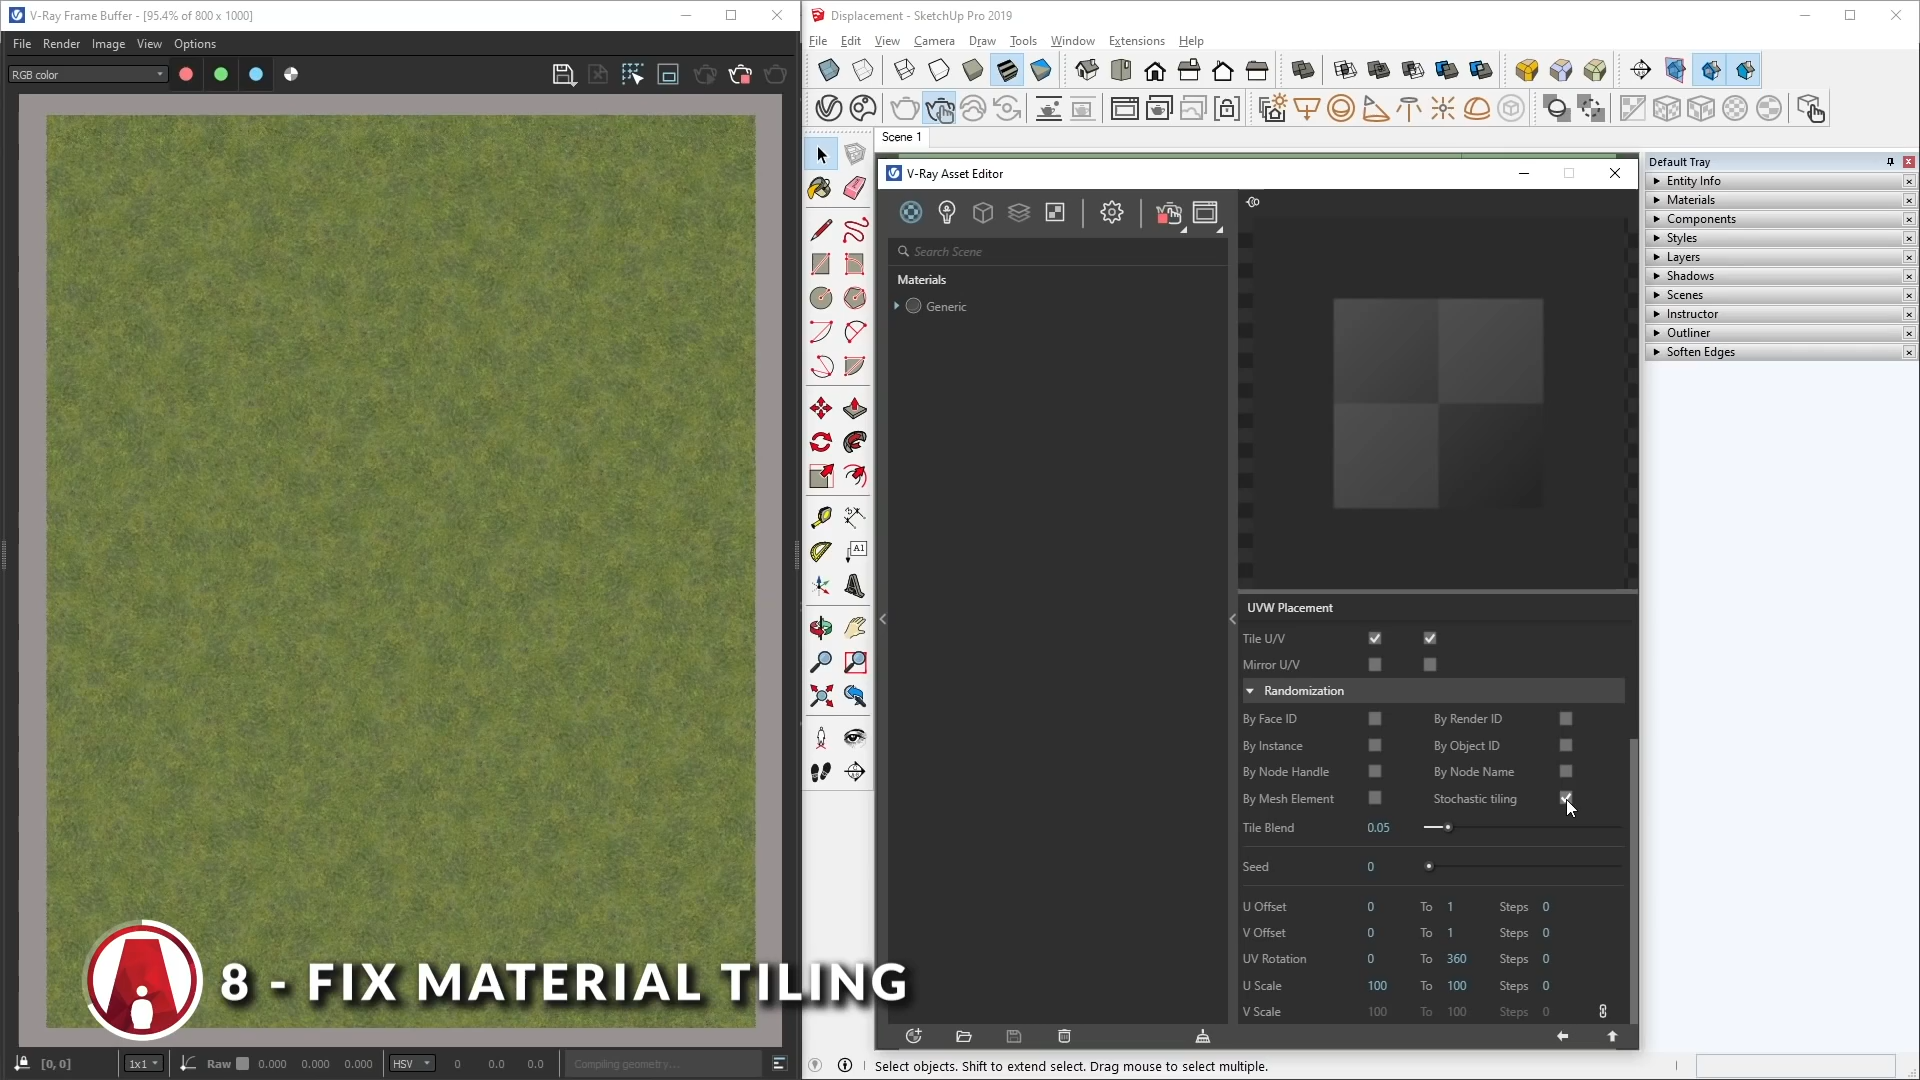 V-Ray Frame Buffer - [95.4% of 800 x 1000]
File Render Image View Options
RGB color
[0, 0] 1x1 Raw 0.000 0.000 0.000 HSV 0 0.0 0.0 Compiling geometry...
8 - FIX MATERIAL TILING
Displacement - SketchUp Pro 2019
File Edit View Camera Draw Tools Window Extensions Help
Scene 1
V-Ray Asset Editor
Search Scene
Materials
Generic
UVW Placement
Tile U/V
Mirror U/V
Randomization
By Face ID By Render ID
By Instance By Object ID
By Node Handle By Node Name
By Mesh Element Stochastic tiling
Tile Blend 0.05
Seed 0
U Offset 0 To 1 Steps 0
V Offset 0 To 1 Steps 0
UV Rotation 0 To 360 Steps 0
U Scale 100 To 100 Steps 0
V Scale 100 To 100 Steps 0
Select objects. Shift to extend select. Drag mouse to select multiple.
Default Tray
Entity Info
Materials
Components
Styles
Layers
Shadows
Scenes
Instructor
Outliner
Soften Edges